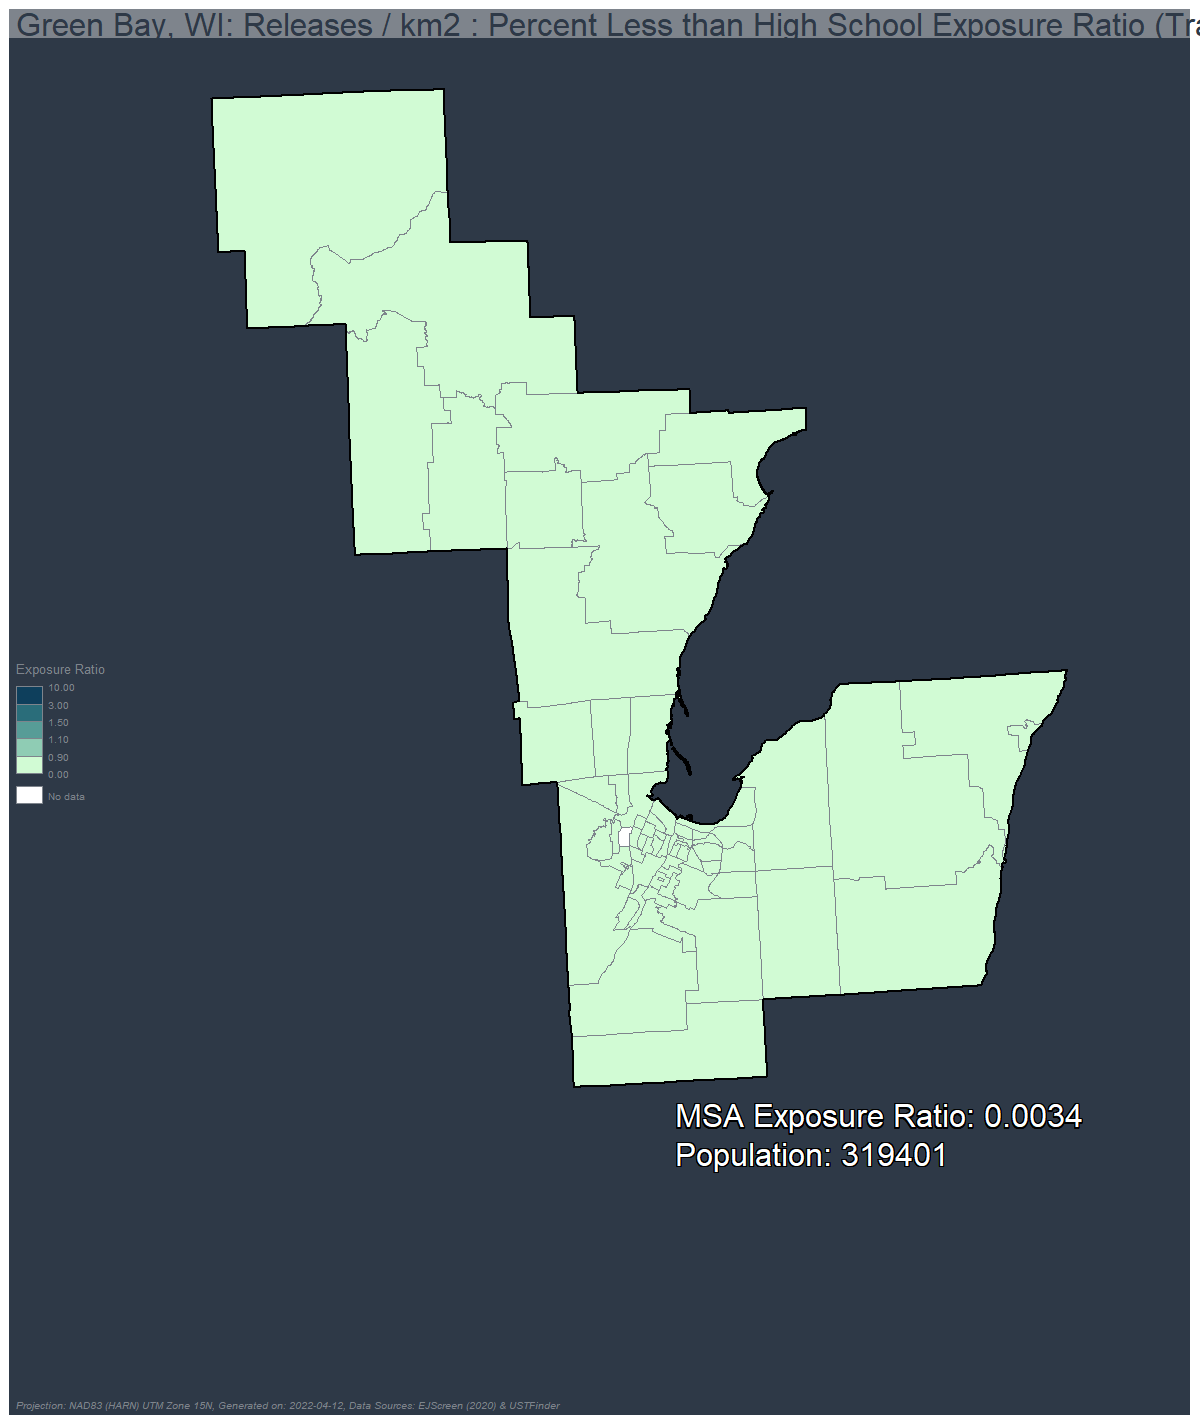 Green Bay, WI: Releases / km2 : Percent Less than High School Exposure Ratio (Tra
Exposure Ratio
10.00
3.00
1.50
1.10
0.90
0.00
No data
MSA Exposure Ratio: 0.0034
Population: 319401
Projection: NAD83 (HARN) UTM Zone 15N, Generated on: 2022-04-12, Data Sources: EJScreen (2020) & USTFinder